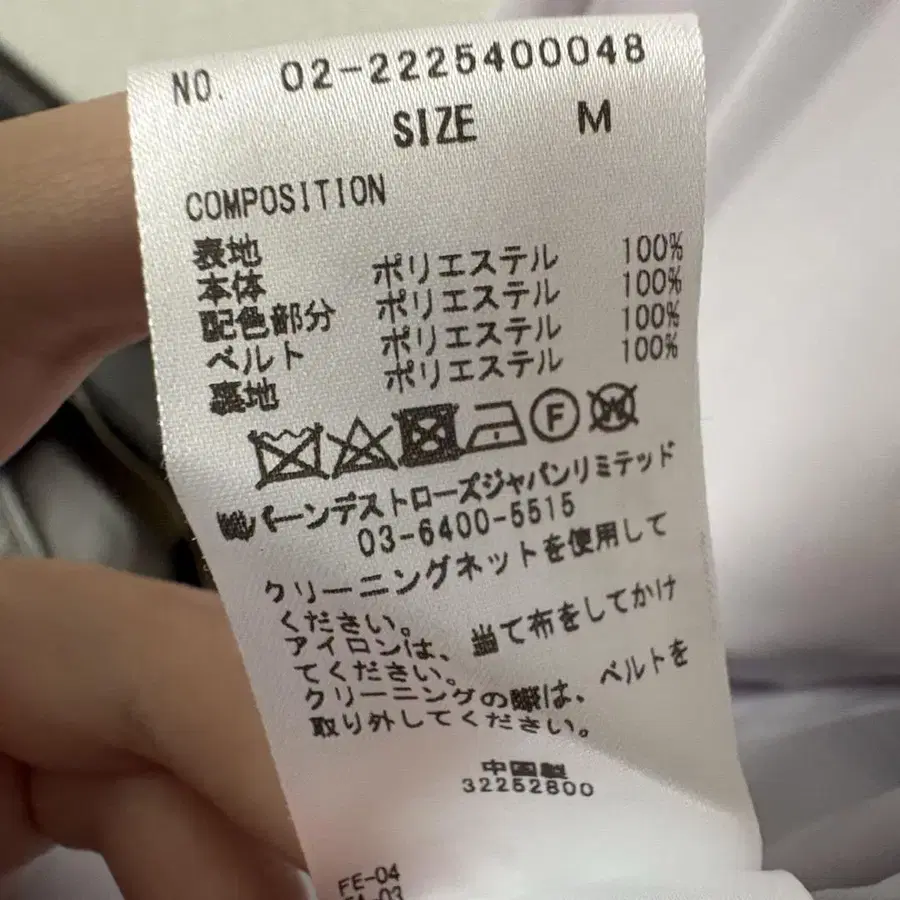 NO. 02-2225400048
SIZE M
COMPOSITION
表地
本体 ポリエステル 100%
配色部分 ポリエステル 100%
ベルト ポリエステル 100%
裏地 ポリエステル 100%
F W
バーンデストローズジャパンリミテッド
03-6400-5515
クリーニングネットを使用して
ください。
アイロンは、当て布をしてかけ
てください。
クリーニングの際は、ベルトを
取り外してください。
中国製
32252800
FE-04